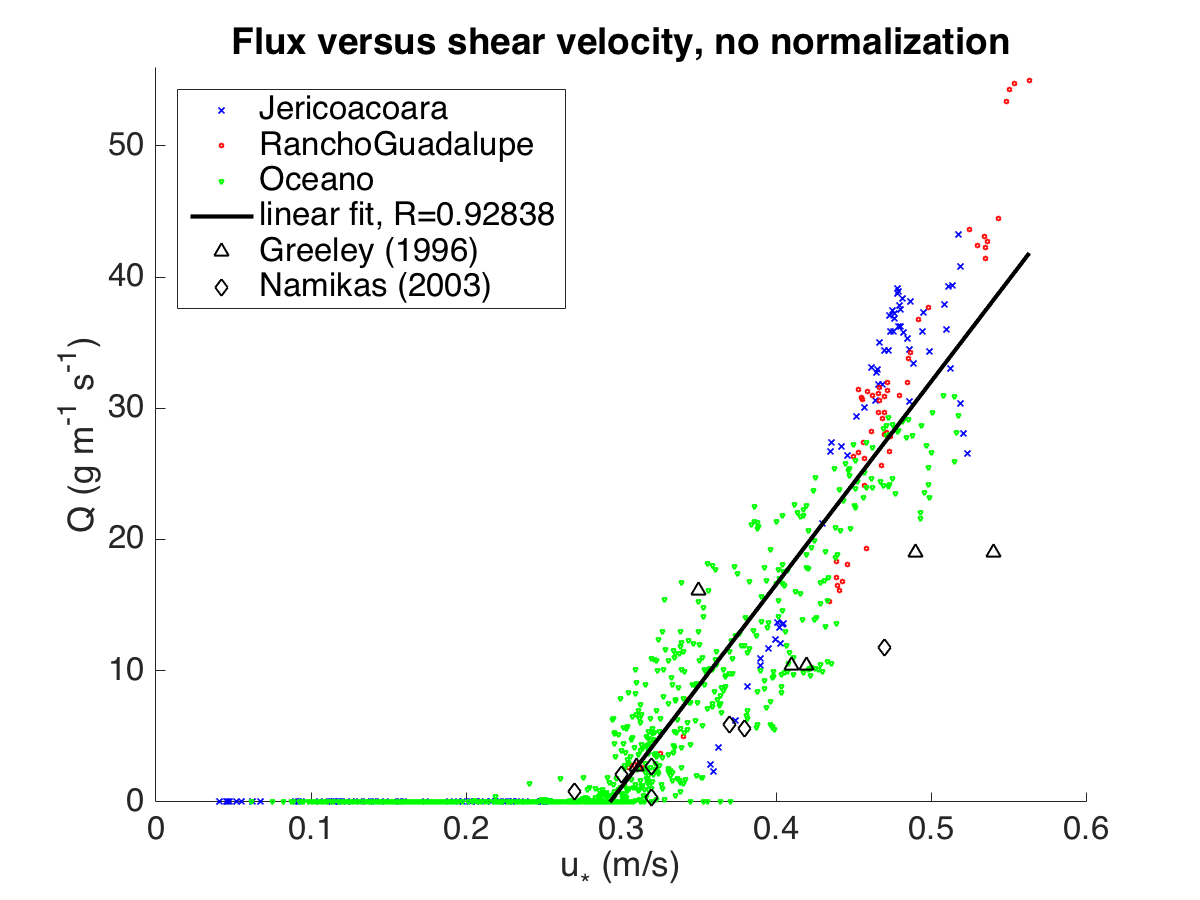 Flux versus shear velocity, no normalization
Jericoacoara
RanchoGuadalupe
Oceano
linear fit, R=0.92838
Greeley (1996)
Namikas (2003)
Q (g m⁻¹ s⁻¹)
50
40
30
20
10
0
0 0.1 0.2 0.3 0.4 0.5 0.6
u* (m/s)